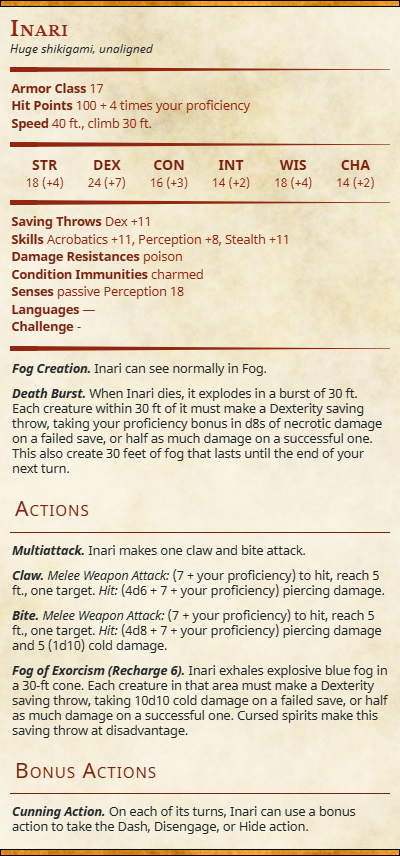 Inari
Huge shikigami, unaligned
Armor Class 17
Hit Points 100 + 4 times your proficiency
Speed 40 ft., climb 30 ft.
STR DEX CON INT WIS CHA
18 (+4) 24 (+7) 16 (+3) 14 (+2) 18 (+4) 14 (+2)
Saving Throws Dex +11
Skills Acrobatics +11, Perception +8, Stealth +11
Damage Resistances poison
Condition Immunities charmed
Senses passive Perception 18
Languages —
Challenge -
Fog Creation. Inari can see normally in Fog.
Death Burst. When Inari dies, it explodes in a burst of 30 ft.
Each creature within 30 ft of it must make a Dexterity saving
throw, taking your proficiency bonus in d8s of necrotic damage
on a failed save, or half as much damage on a successful one.
This also create 30 feet of fog that lasts until the end of your
next turn.
Actions
Multiattack. Inari makes one claw and bite attack.
Claw. Melee Weapon Attack: (7 + your proficiency) to hit, reach 5
ft., one target. Hit: (4d6 + 7 + your proficiency) piercing damage.
Bite. Melee Weapon Attack: (7 + your proficiency) to hit, reach 5
ft., one target. Hit: (4d8 + 7 + your proficiency) piercing damage
and 5 (1d10) cold damage.
Fog of Exorcism (Recharge 6). Inari exhales explosive blue fog in
a 30-ft cone. Each creature in that area must make a Dexterity
saving throw, taking 10d10 cold damage on a failed save, or half
as much damage on a successful one. Cursed spirits make this
saving throw at disadvantage.
Bonus Actions
Cunning Action. On each of its turns, Inari can use a bonus
action to take the Dash, Disengage, or Hide action.